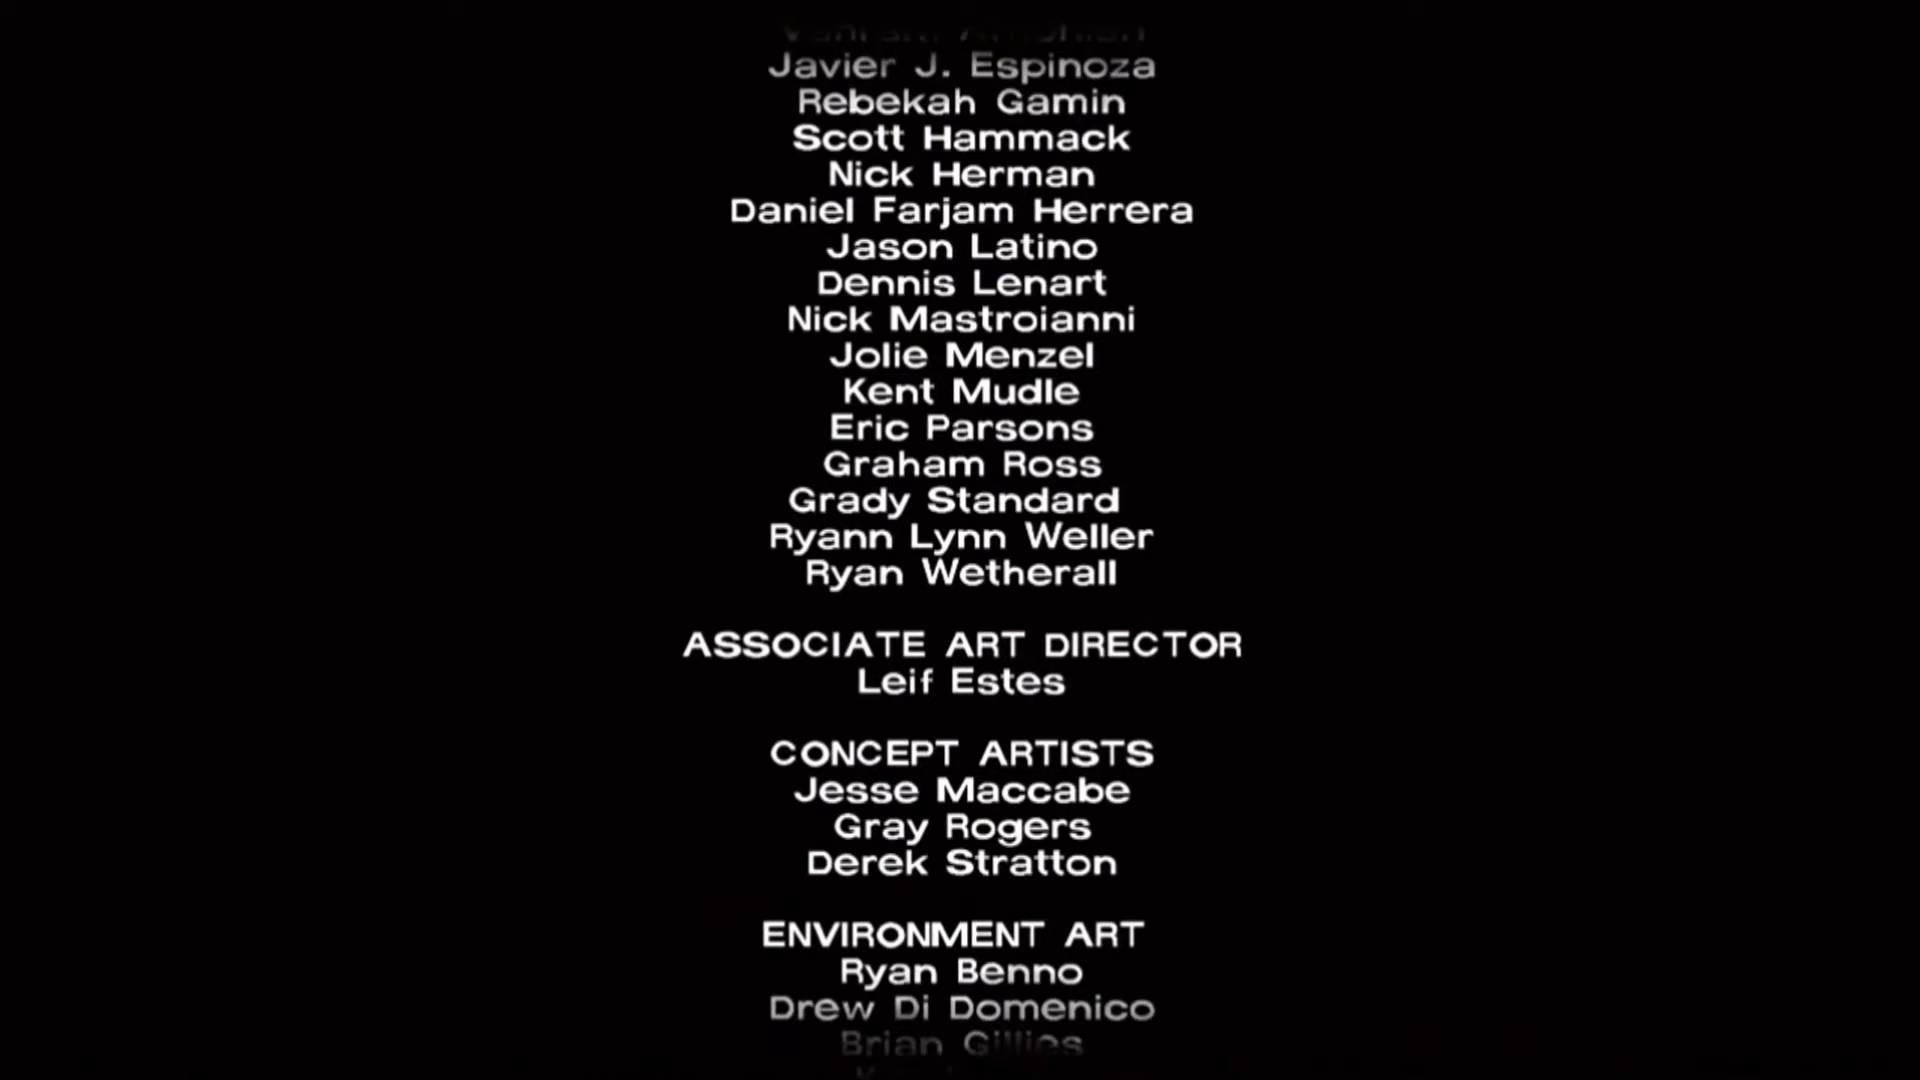 Javier J. Espinoza
Rebekah Gamin
Scott Hammack
Nick Herman
Daniel Farjam Herrera
Jason Latino
Dennis Lenart
Nick Mastroianni
Jolie Menzel
Kent Mudle
Eric Parsons
Graham Ross
Grady Standard
Ryann Lynn Weller
Ryan Wetherall
ASSOCIATE ART DIRECTOR
Leif Estes
CONCEPT ARTISTS
Jesse Maccabe
Gray Rogers
Derek Stratton
ENVIRONMENT ART
Ryan Benno
Drew Di Domenico
Brian Gillies